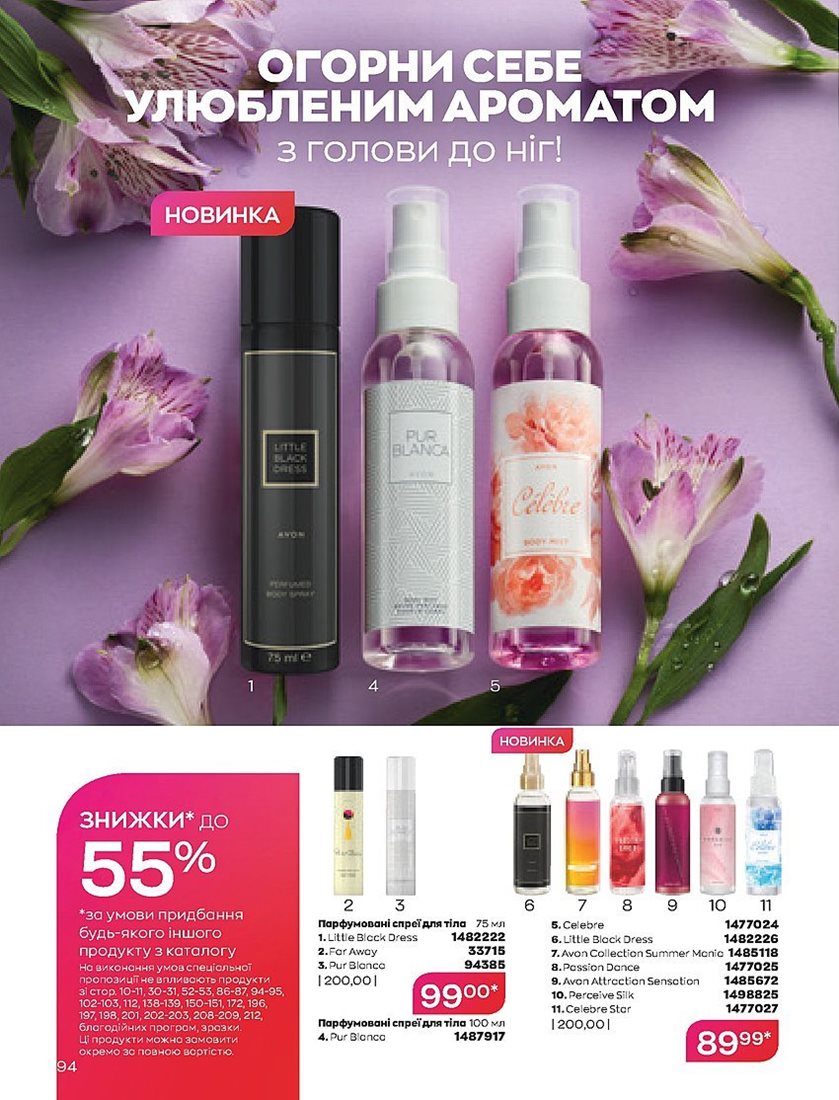 ОГОРНИ СЕБЕ
УЛЮБЛЕНИМ АРОМАТОМ
з голови до ніг!
НОВИНКА
LITTLE
BLACK
DRESS
AVON
PERFUMED
BODY SPRAY
75 ml e
PUR
BLANCA
AVON
BODY MIST
AVON
Célèbre
BODY MIST
1
4
5
НОВИНКА
ЗНИЖКИ* ДО
55%
*за умови придбання
будь-якого іншого
продукту з каталогу
На виконання умов спеціальної
пропозиції не впливають продукти
зі стор. 10-11, 30-31, 52-53, 86-87, 94-95,
102-103, 112, 138-139, 150-151, 172, 196,
197, 198, 201, 202-203, 208-209, 212,
благодійних програм, зразки.
Ці продукти можна замовити
окремо за повною вартістю.
94
2 3
Парфумовані спреї для тіла 75 мл
1. Little Black Dress 1482222
2. Far Away 33715
3. Pur Blanca 94385
| 200,00 |
99⁰⁰*
Парфумовані спреї для тіла 100 мл
4. Pur Blanca 1487917
6 7 8 9 10 11
5. Celebre 1477024
6. Little Black Dress 1482226
7. Avon Collection Summer Mania 1485118
8. Passion Dance 1477025
9. Avon Attraction Sensation 1485672
10. Perceive Silk 1498825
11. Celebre Star 1477027
| 200,00 |
89⁹⁹*